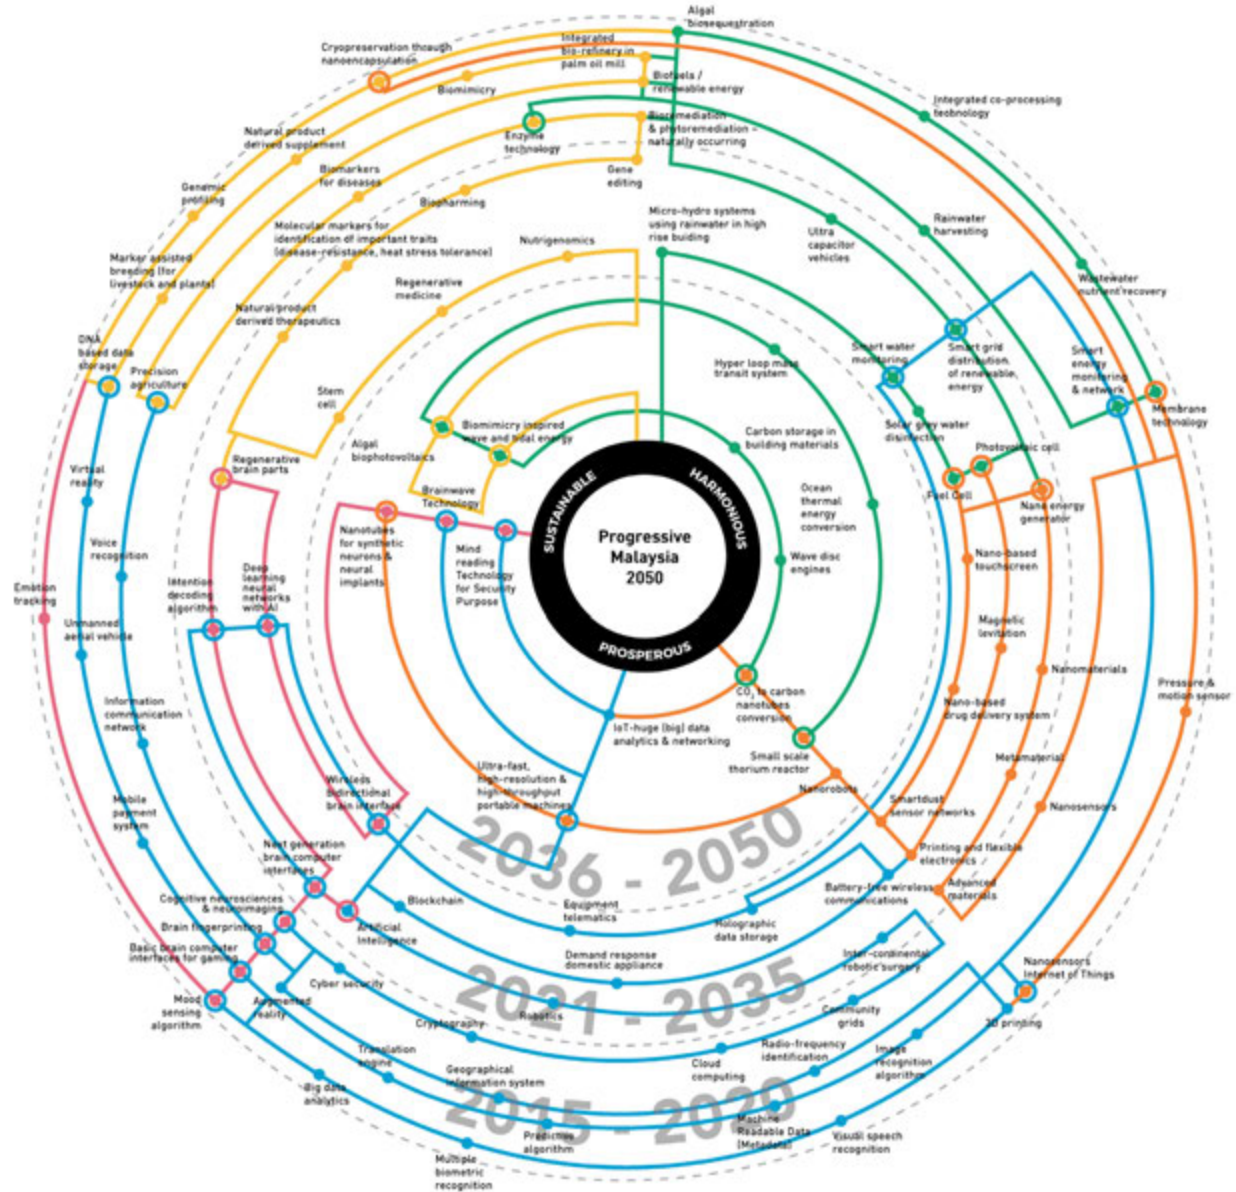 Algal
biosequestration
Cryopreservation through
nanoencapsulation
Integrated
bio-refinery in
palm oil mill
Biomimicry
Biofuels /
renewable energy
Integrated co-processing
technology
Natural product
derived supplement
Enzyme
technology
Bioremediation
& phytoremediation -
naturally occurring
Biomarkers
for diseases
Gene
editing
Genomic
profiling
Biopharming
Micro-hydro systems
using rainwater in high
rise buiding
Ultra
capacitor
vehicles
Rainwater
harvesting
Molecular markers for
identification of important traits
(disease-resistance, heat stress tolerance)
Nutrigenomics
Marker assisted
breeding (for
livestock and plants)
Regenerative
medicine
Wastewater
nutrient recovery
Natural product
derived therapeutics
DNA
based data
storage
Precision
agriculture
Hyper loop mass
transit system
Smart water
monitoring
Smart grid
distribution
of renewable
energy
Smart
energy
monitoring
& network
Membrane
technology
Stem
cell
Algal
biophotovoltaics
Biomimicry inspired
wave and tidal energy
Carbon storage in
building materials
Solar grey water
disinfection
Photovoltaic cell
Regenerative
brain parts
Virtual
reality
Brainwave
Technology
Fuel Cell
Nano energy
generator
SUSTAINABLE
HARMONIOUS
PROSPEROUS
Progressive
Malaysia
2050
Ocean
thermal
energy
conversion
Nanotubes
for synthetic
neurons &
neural
implants
Mind
reading
Technology
for Security
Purpose
Wave disc
engines
Nano-based
touchscreen
Voice
recognition
Intention
decoding
algorithm
Deep
learning
neural
networks
with AI
Emotion
tracking
Unmanned
aerial vehicle
Magnetic
levitation
Nanomaterials
Pressure &
motion sensor
CO2 to carbon
nanotubes
conversion
Nano-based
drug delivery system
Information
communication
network
IoT-huge (big) data
analytics & networking
Small scale
thorium reactor
Metamaterial
Nanorobots
Ultra-fast,
high-resolution &
high-throughput
portable machines
Wireless
bidirectional
brain interface
Smartdust
sensor networks
Nanosensors
Mobile
payment
system
2036 - 2050
Next generation
brain computer
interfaces
Printing and flexible
electronics
Battery-free wireless
communications
Advanced
materials
Cognitive neurosciences
& neuroimaging
Blockchain
Equipment
telematics
Holographic
data storage
Brain fingerprinting
Artificial
Intelligence
Basic brain computer
interfaces for gaming
Demand response
domestic appliance
Inter-continental
robotic surgery
Nanosensors
Internet of Things
Cyber security
2021 - 2035
Mood
sensing
algorithm
Augmented
reality
Robotics
Community
grids
3D printing
Cryptography
Translation
engine
Geographical
information system
Cloud
computing
Radio-frequency
identification
Image
recognition
algorithm
Big data
analytics
2015 - 2020
Predictive
algorithm
Machine
Readable Data
(Metadata)
Visual speech
recognition
Multiple
biometric
recognition